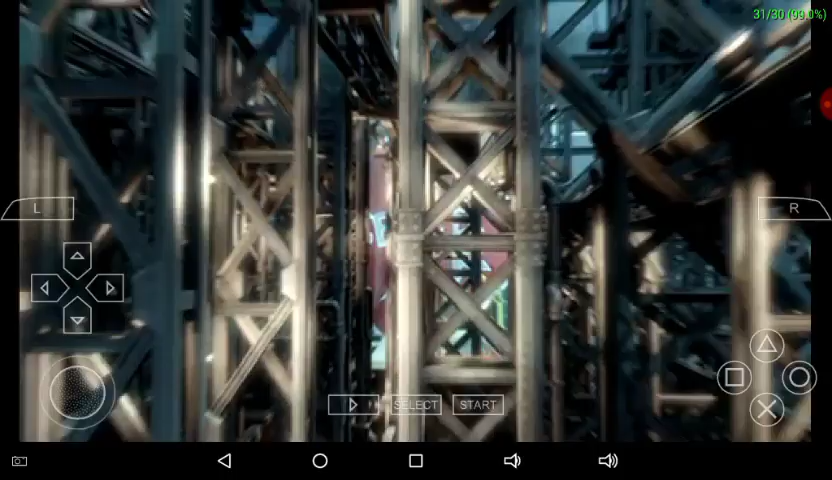 31/30 (99.0%)
L
R
SELECT
START